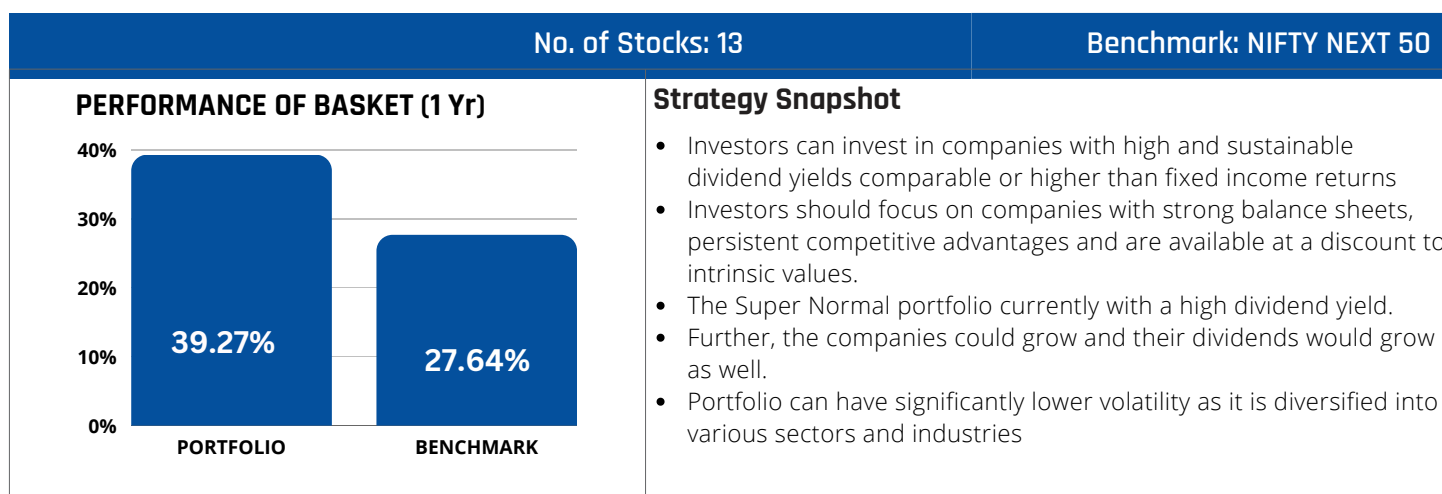 No. of Stocks: 13
Benchmark: NIFTY NEXT 50
PERFORMANCE OF BASKET (1 Yr)
40%
30%
20%
10%
0%
39.27%
27.64%
PORTFOLIO
BENCHMARK
Strategy Snapshot
• Investors can invest in companies with high and sustainable
dividend yields comparable or higher than fixed income returns
• Investors should focus on companies with strong balance sheets,
persistent competitive advantages and are available at a discount to
intrinsic values.
• The Super Normal portfolio currently with a high dividend yield.
• Further, the companies could grow and their dividends would grow
as well.
• Portfolio can have significantly lower volatility as it is diversified into
various sectors and industries